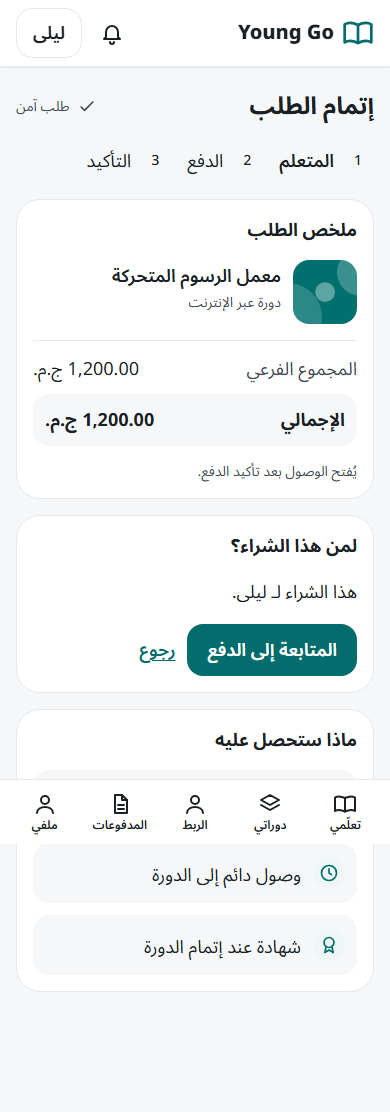 Young Go
ليلى
إتمام الطلب
طلب آمن
1 المتعلم 2 الدفع 3 التأكيد
ملخص الطلب
معمل الرسوم المتحركة
دورة عبر الإنترنت
المجموع الفرعي 1,200.00 ج.م.
الإجمالي 1,200.00 ج.م.
يُفتح الوصول بعد تأكيد الدفع.
لمن هذا الشراء؟
هذا الشراء لـ ليلى.
المتابعة إلى الدفع رجوع
ماذا ستحصل عليه
تعلّمي دوراتي الربط المدفوعات ملفي
وصول دائم إلى الدورة
شهادة عند إتمام الدورة